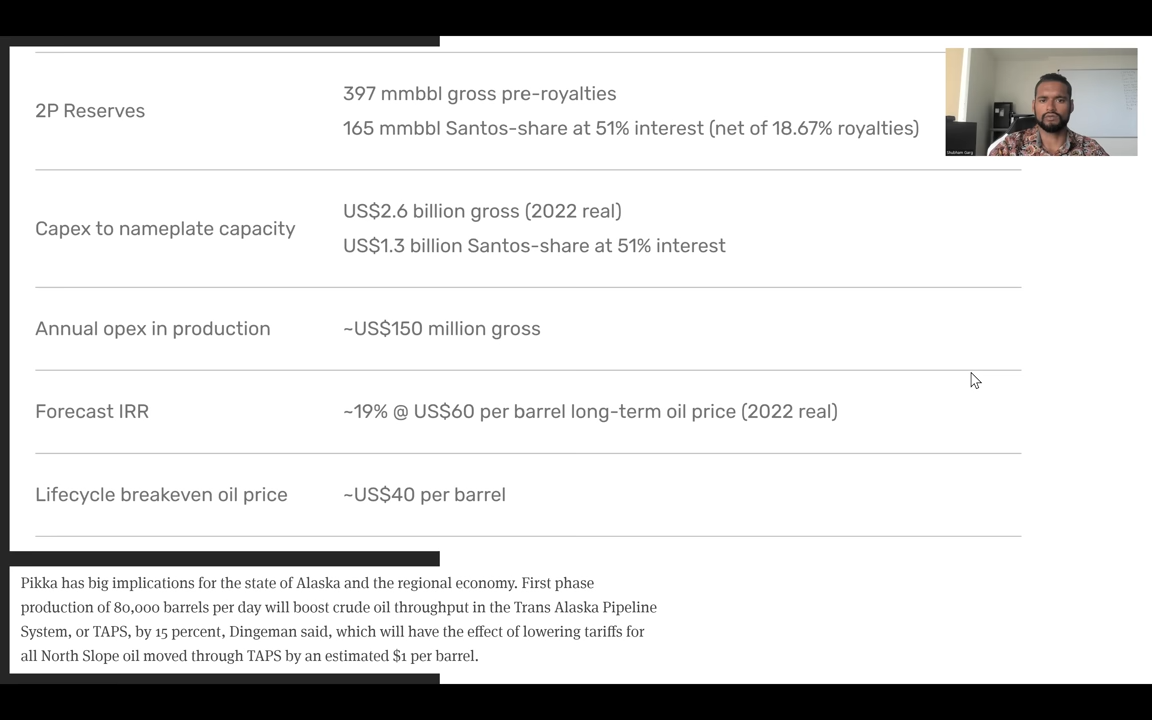 2P Reserves
397 mmbbl gross pre-royalties
165 mmbbl Santos-share at 51% interest (net of 18.67% royalties)
Capex to nameplate capacity
US$2.6 billion gross (2022 real)
US$1.3 billion Santos-share at 51% interest
Annual opex in production
~US$150 million gross
Forecast IRR
~19% @ US$60 per barrel long-term oil price (2022 real)
Lifecycle breakeven oil price
~US$40 per barrel
Pikka has big implications for the state of Alaska and the regional economy. First phase
production of 80,000 barrels per day will boost crude oil throughput in the Trans Alaska Pipeline
System, or TAPS, by 15 percent, Dingeman said, which will have the effect of lowering tariffs for
all North Slope oil moved through TAPS by an estimated $1 per barrel.
Shubham Garg